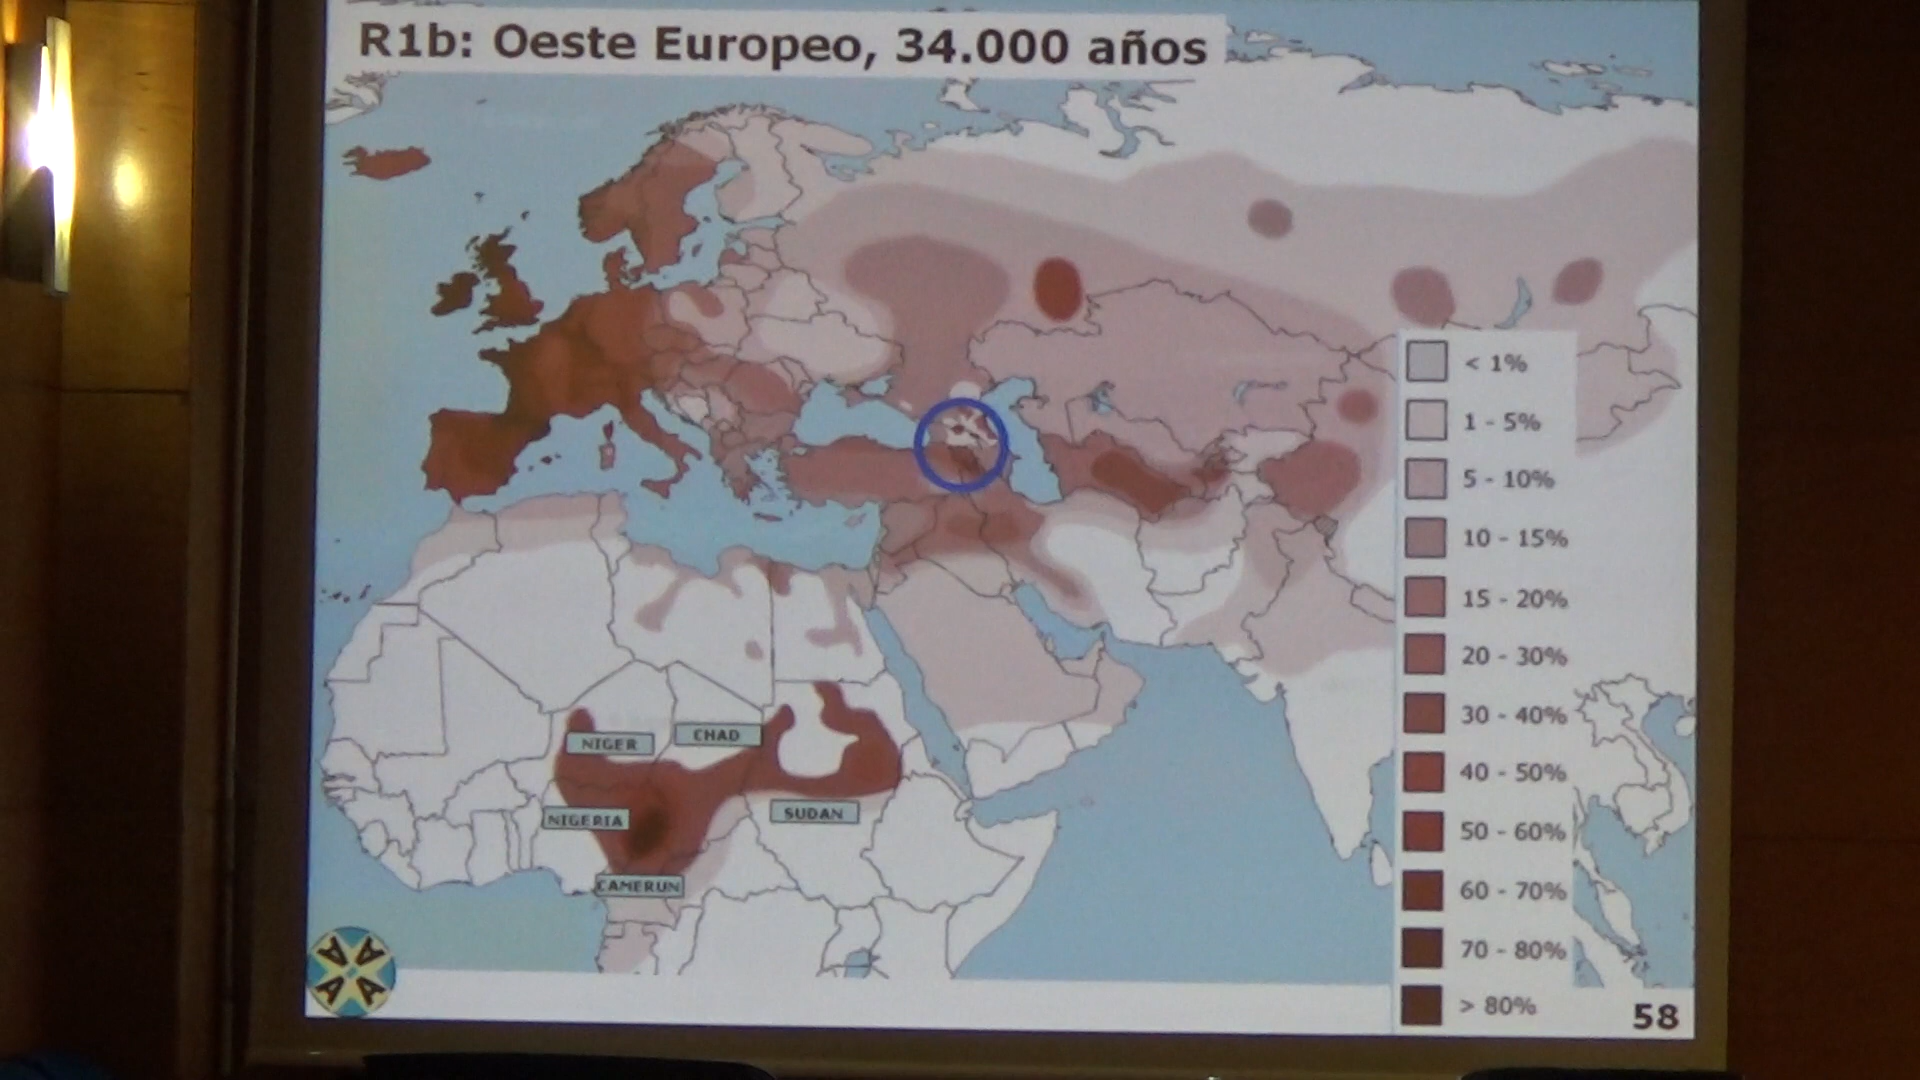 R1b: Oeste Europeo, 34.000 años
< 1%
1 - 5%
5 - 10%
10 - 15%
15 - 20%
20 - 30%
30 - 40%
40 - 50%
50 - 60%
60 - 70%
70 - 80%
> 80%
NIGER
CHAD
NIGERIA
SUDAN
CAMERUN
A A
A A
58